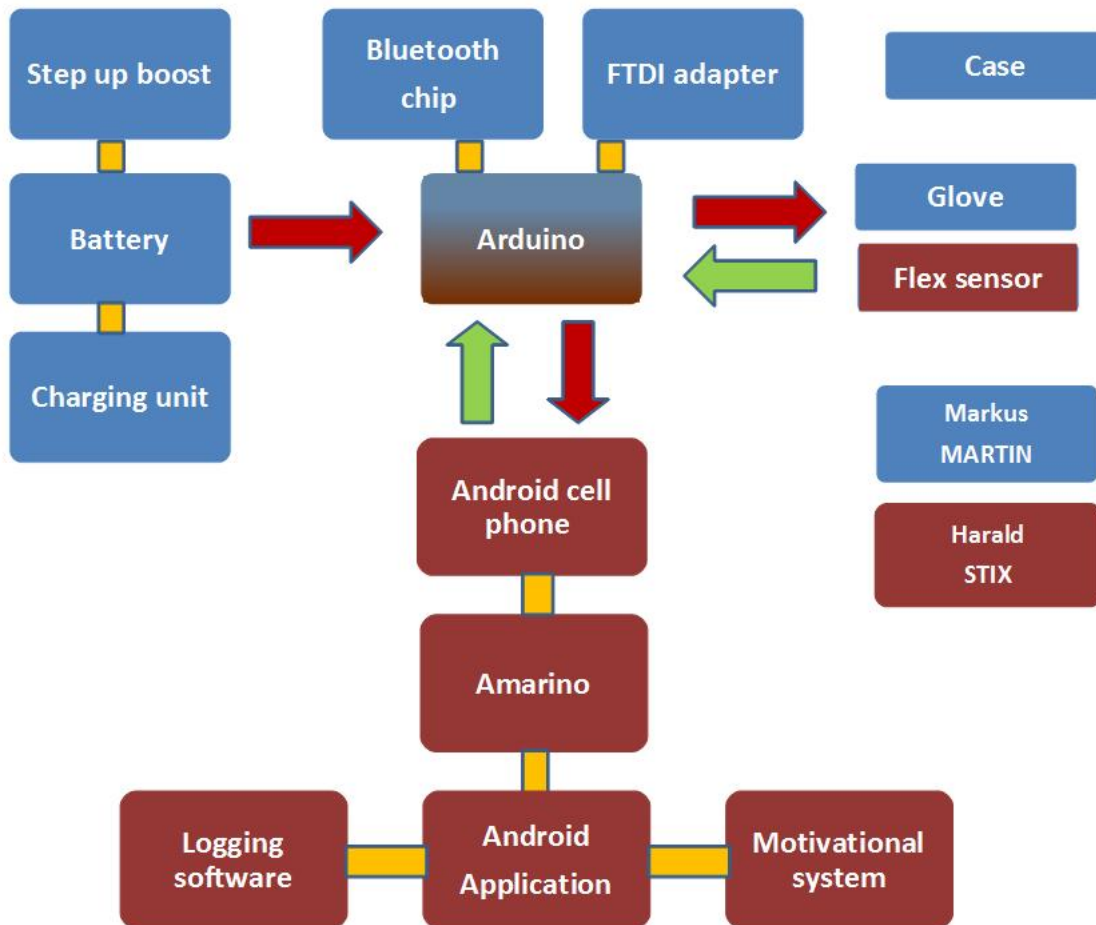 Step up boost
Bluetooth
chip
FTDI adapter
Case
Battery
Arduino
Glove
Flex sensor
Charging unit
Markus
MARTIN
Android cell
phone
Harald
STIX
Amarino
Logging
software
Android
Application
Motivational
system